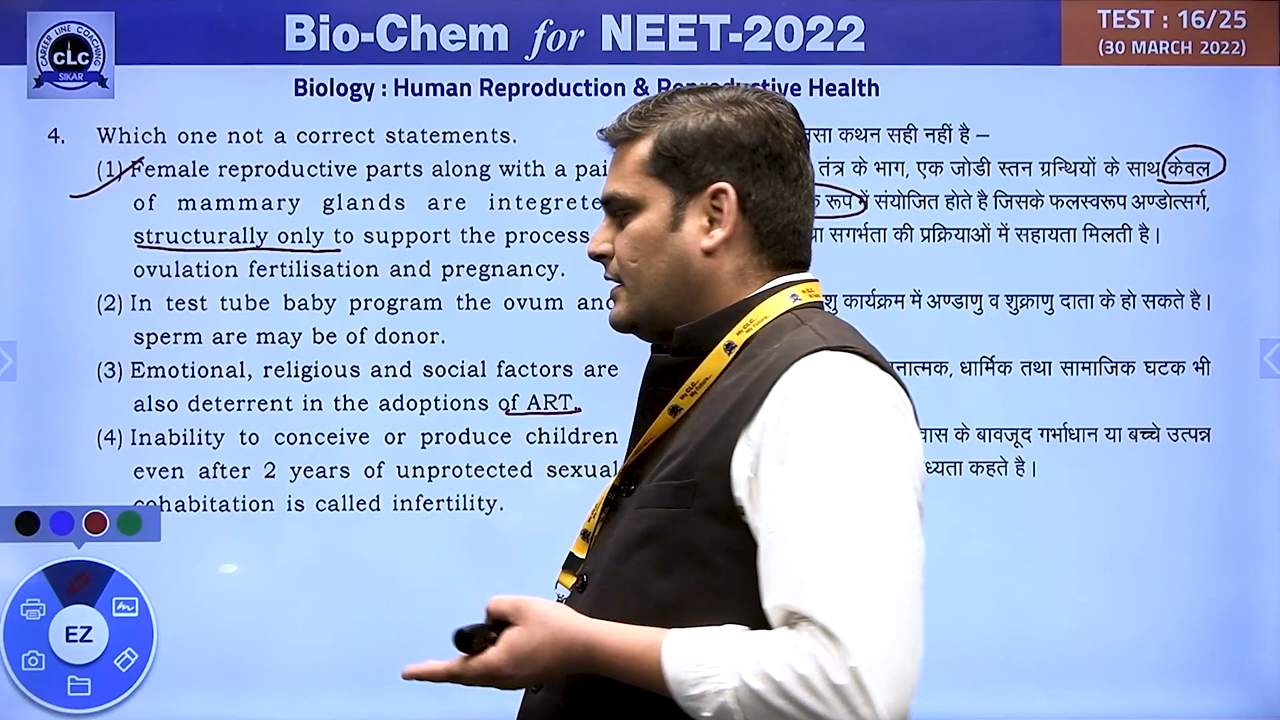 Bio-Chem for NEET-2022
TEST : 16/25
(30 MARCH 2022)
CAREER LINE COACHING
CLC
SIKAR
Biology : Human Reproduction & Reproductive Health
4. Which one not a correct statements.
(1) Female reproductive parts along with a pai
of mammary glands are integrete
structurally only to support the process
ovulation fertilisation and pregnancy.
(2) In test tube baby program the ovum and
sperm are may be of donor.
(3) Emotional, religious and social factors are
also deterrent in the adoptions of ART.
(4) Inability to conceive or produce children
even after 2 years of unprotected sexual
cohabitation is called infertility.
कथन सही नहीं है –
तंत्र के भाग, एक जोडी स्तन ग्रन्थियों के साथ केवल
रूप में संयोजित होते है जिसके फलस्वरूप अण्डोत्सर्ग,
सगर्भता की प्रक्रियाओं में सहायता मिलती है।
कार्यक्रम में अण्डाणु व शुक्राणु दाता के हो सकते है।
धार्मिक तथा सामाजिक घटक भी
के बावजूद गर्भाधान या बच्चे उत्पन्न
कहते है।
EZ